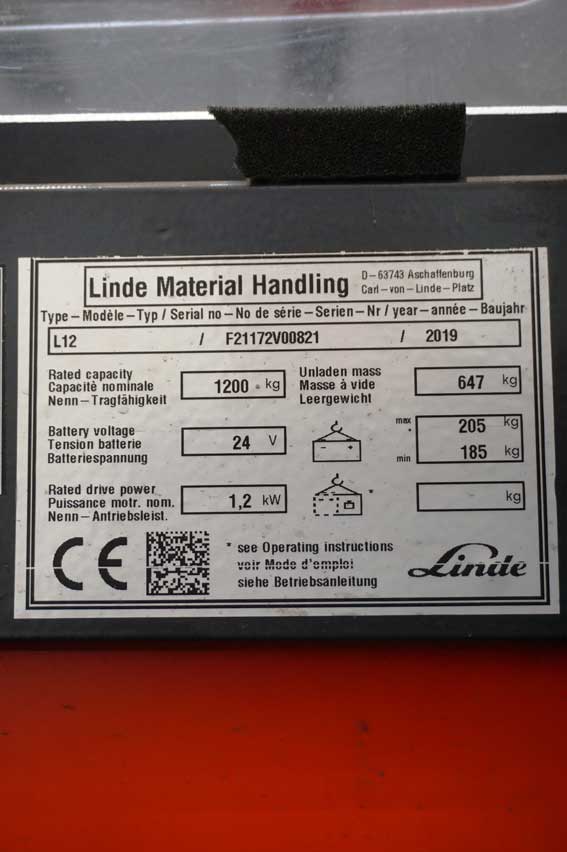 Linde Material Handling
D-63743 Aschaffenburg
Carl-von-Linde-Platz
Type-Modèle-Typ / Serial no-No de série-Serien-Nr / year-année-Baujahr
L12 / F21172V00821 / 2019
Rated capacity
Capacitè nominale
Nenn-Tragfähigkeit
1200 kg
Unladen mass
Masse à vide
Leergewicht
647 kg
Battery voltage
Tension batterie
Batteriespannung
24 V
- +
max 205 kg
*
min 185 kg
Rated drive power
Puissance motr. nom.
Nenn-Antriebsleist.
1,2 kW
*
kg
CE
* see Operating instructions
voir Mode d'emploi
siehe Betriebsanleitung
Linde